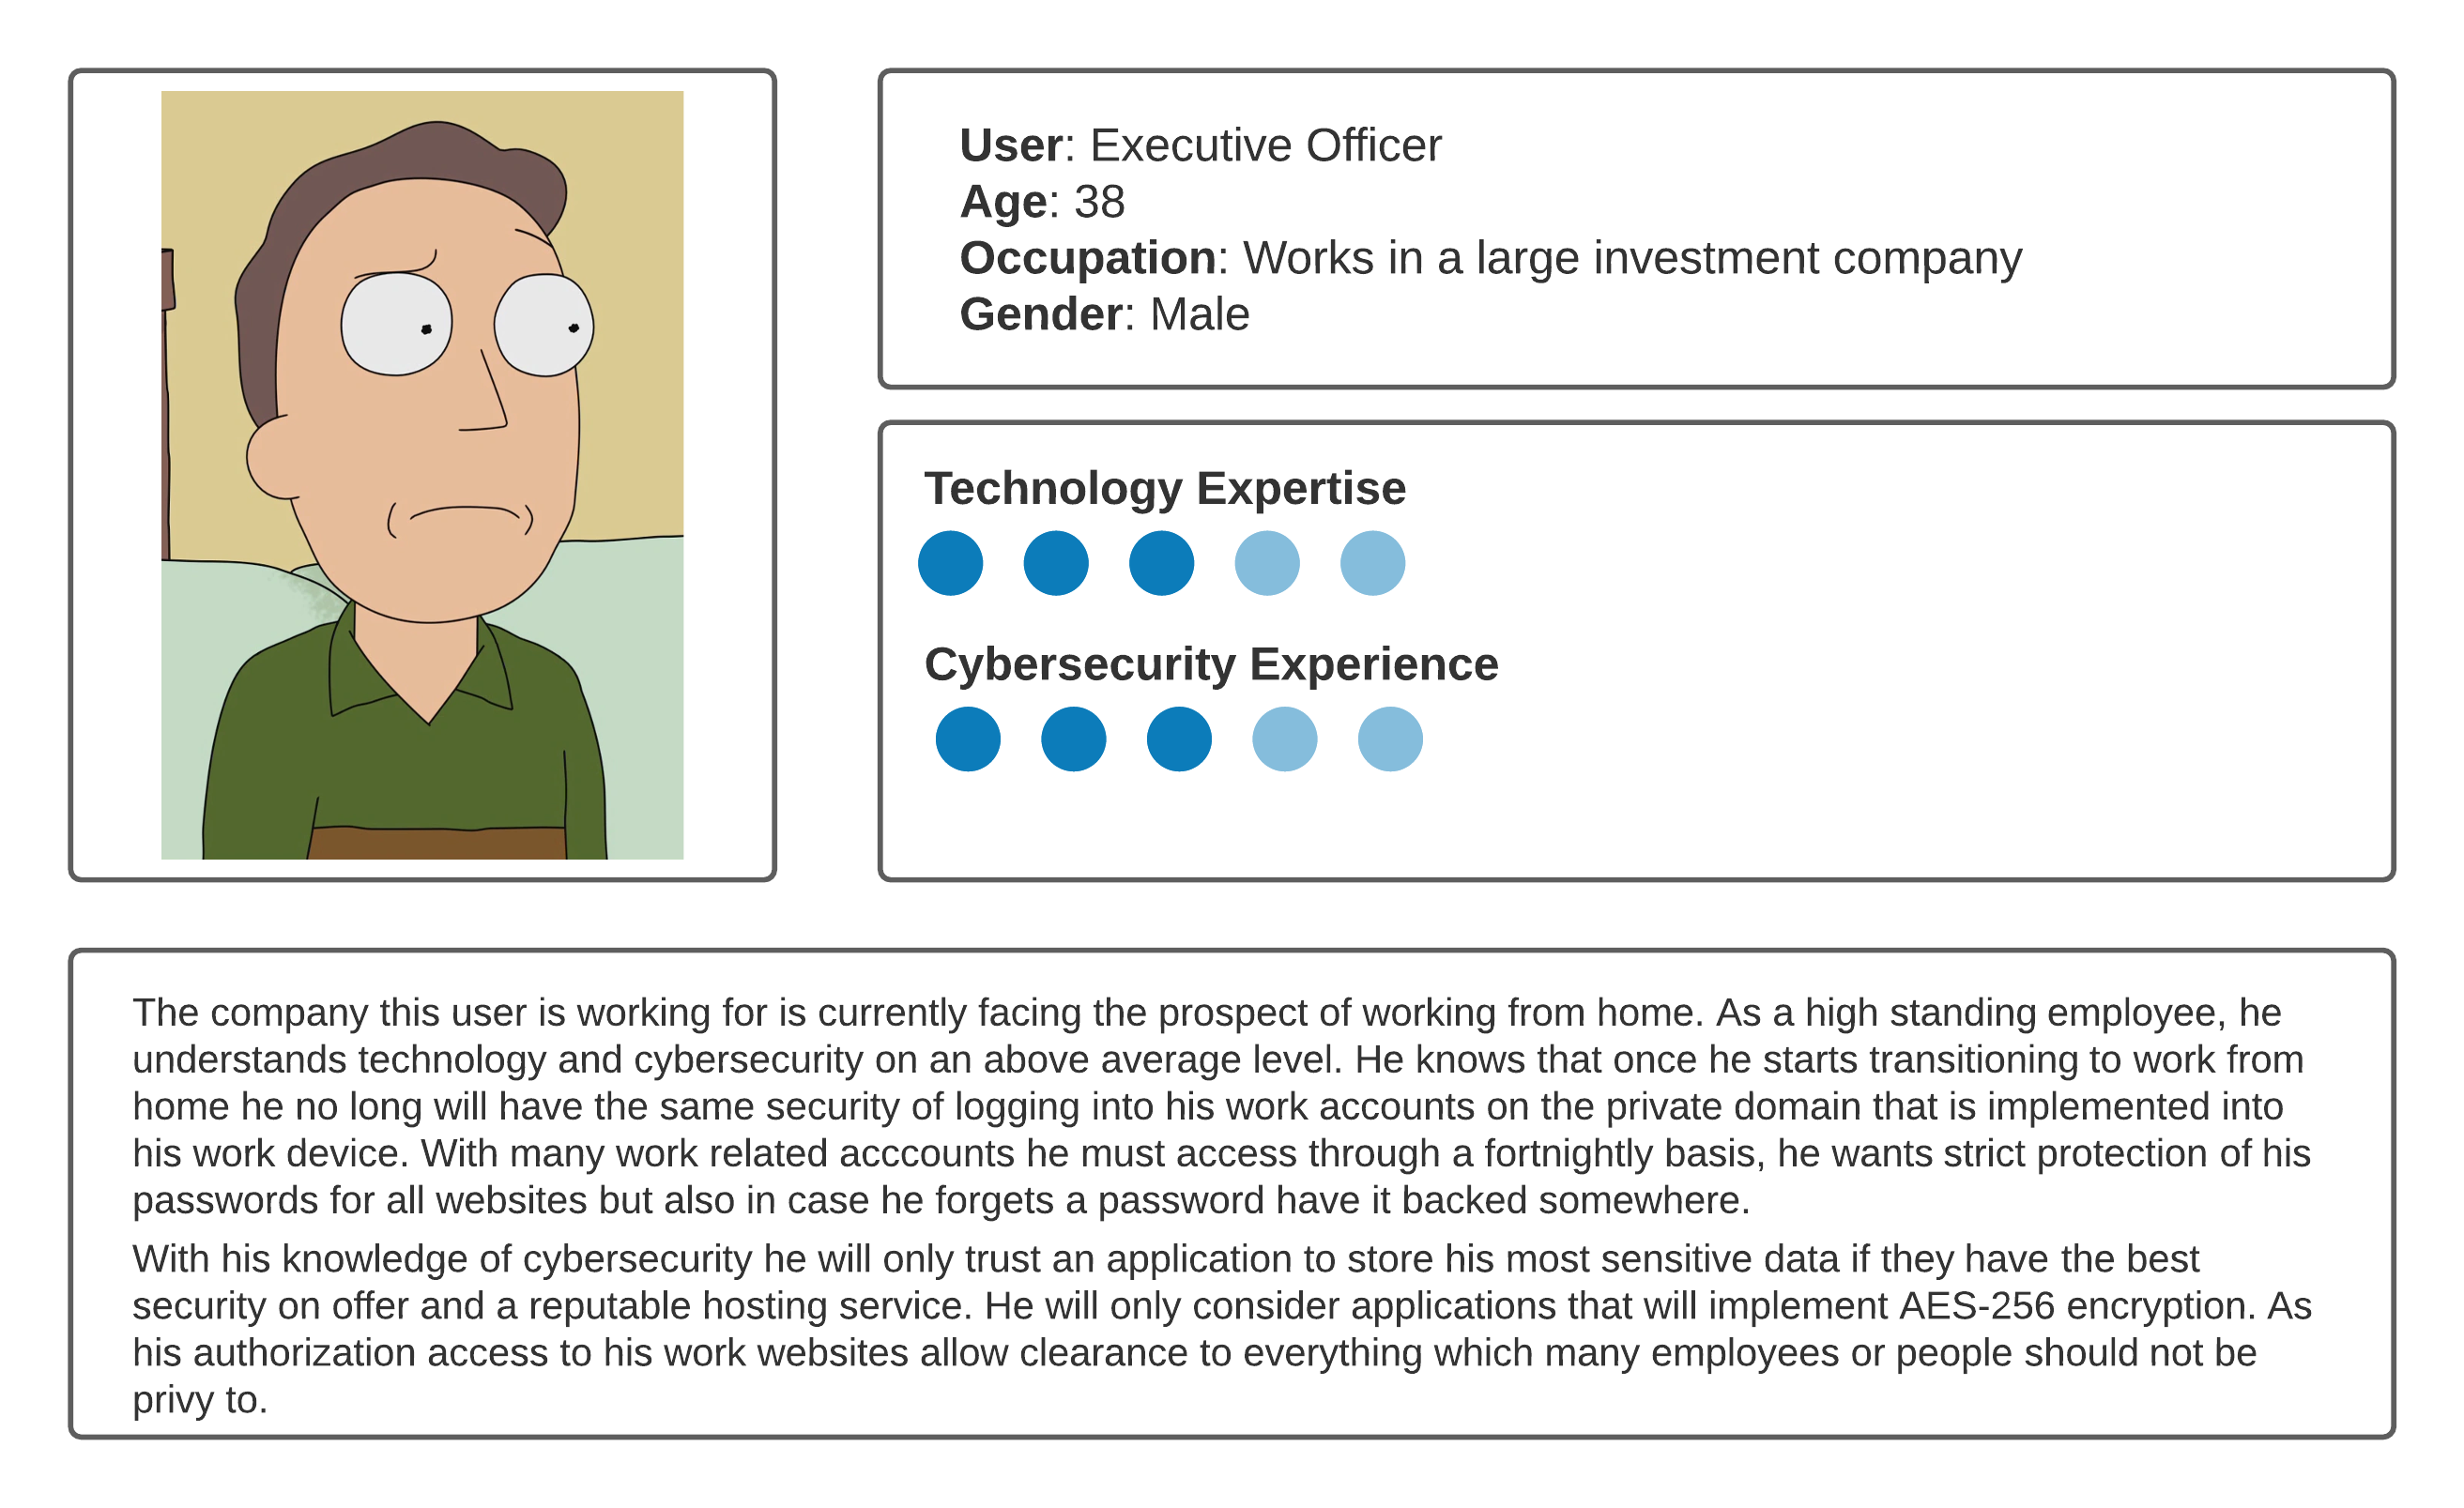 User: Executive Officer
Age: 38
Occupation: Works in a large investment company
Gender: Male
Technology Expertise
Cybersecurity Experience
The company this user is working for is currently facing the prospect of working from home. As a high standing employee, he
understands technology and cybersecurity on an above average level. He knows that once he starts transitioning to work from
home he no long will have the same security of logging into his work accounts on the private domain that is implemented into
his work device. With many work related acccounts he must access through a fortnightly basis, he wants strict protection of his
passwords for all websites but also in case he forgets a password have it backed somewhere.
With his knowledge of cybersecurity he will only trust an application to store his most sensitive data if they have the best
security on offer and a reputable hosting service. He will only consider applications that will implement AES-256 encryption. As
his authorization access to his work websites allow clearance to everything which many employees or people should not be
privy to.